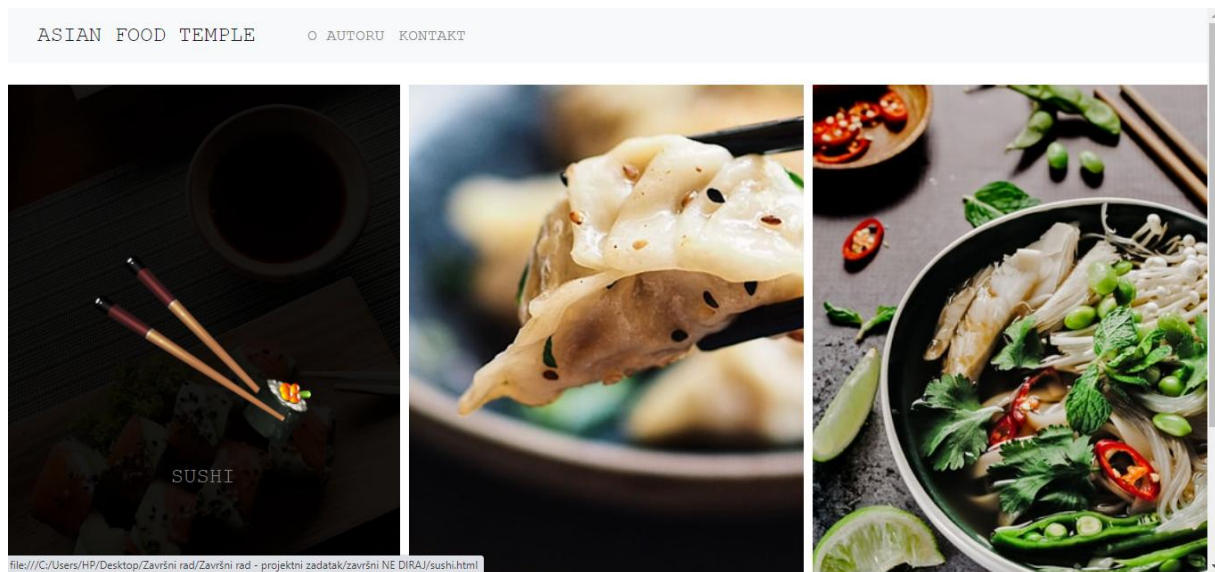 ASIAN FOOD TEMPLE O AUTORU KONTAKT
SUSHI
file:///C:/Users/HP/Desktop/Završni rad/Završni rad - projektni zadatak/završni NE DIRAJ/sushi.html